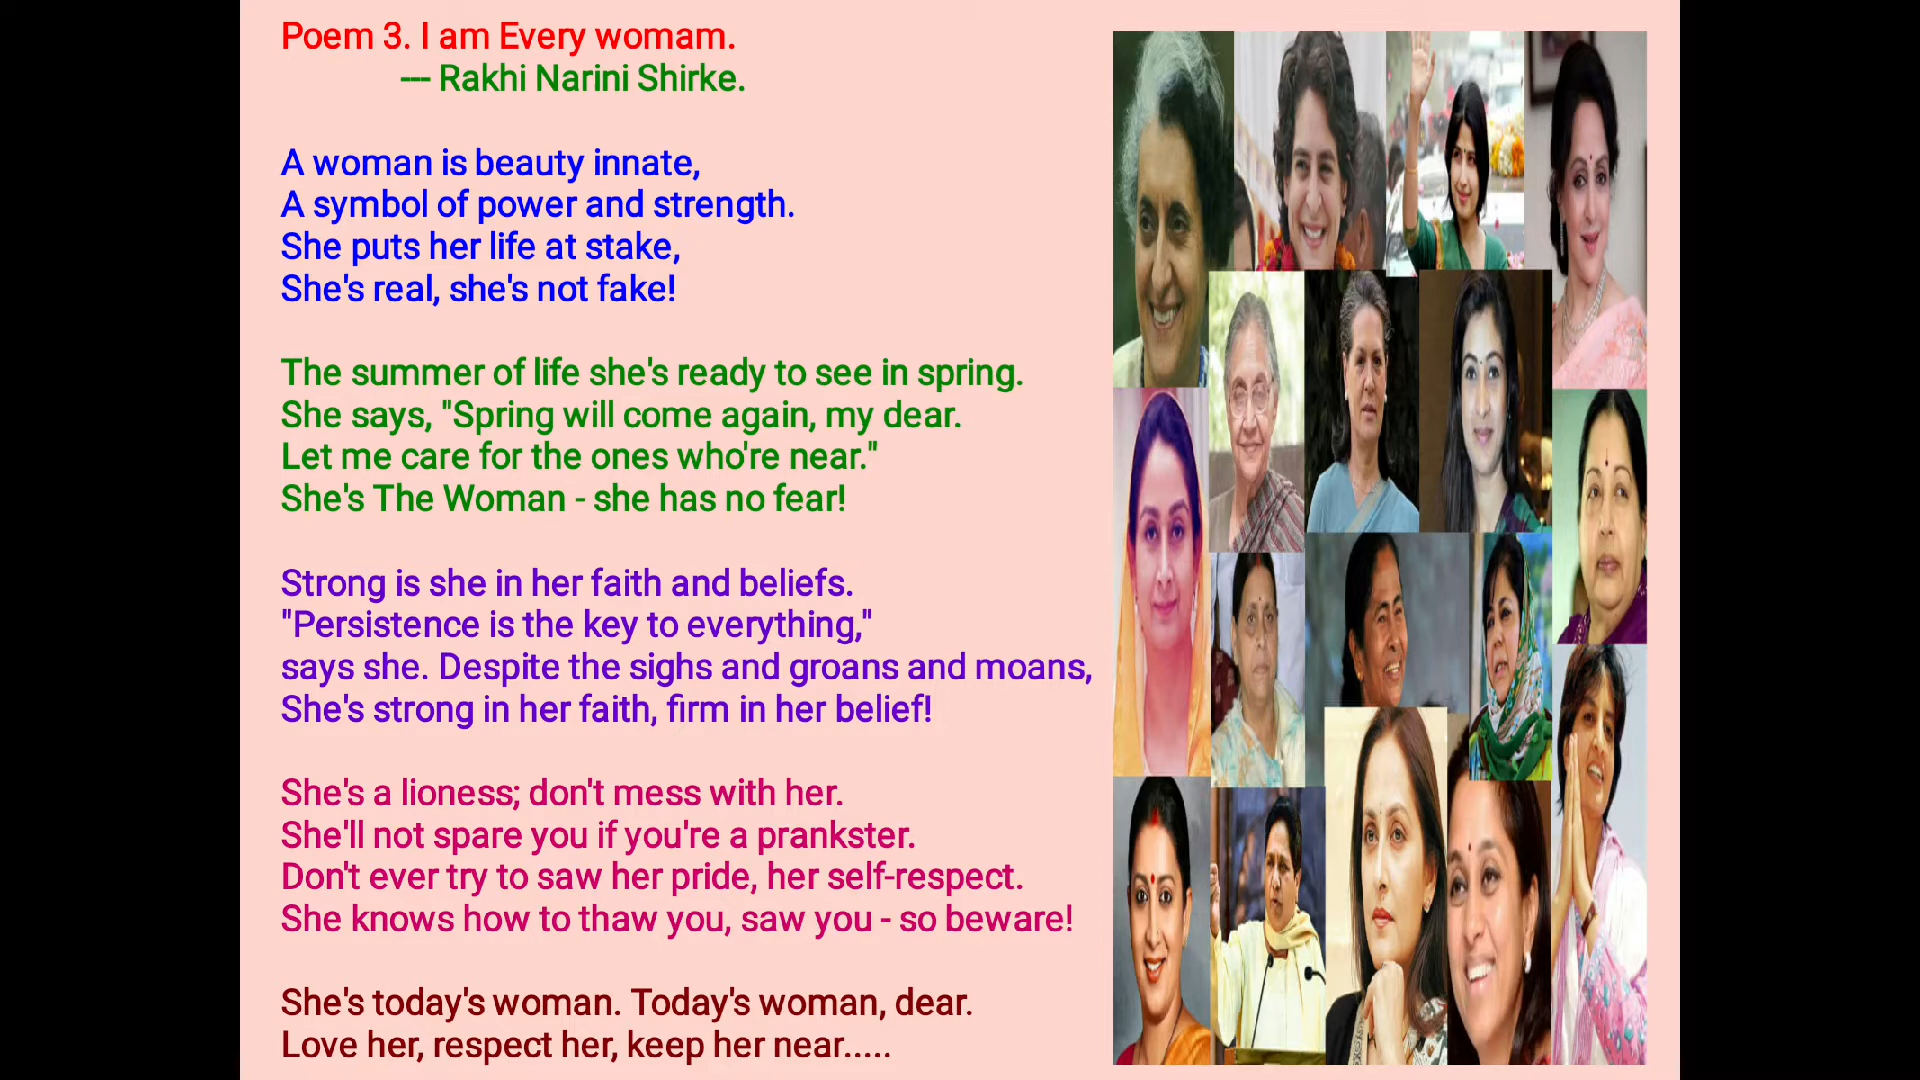 Poem 3. I am Every womam.
--- Rakhi Narini Shirke.
A woman is beauty innate,
A symbol of power and strength.
She puts her life at stake,
She's real, she's not fake!
The summer of life she's ready to see in spring.
She says, "Spring will come again, my dear.
Let me care for the ones who're near."
She's The Woman - she has no fear!
Strong is she in her faith and beliefs.
"Persistence is the key to everything,"
says she. Despite the sighs and groans and moans,
She's strong in her faith, firm in her belief!
She's a lioness; don't mess with her.
She'll not spare you if you're a prankster.
Don't ever try to saw her pride, her self-respect.
She knows how to thaw you, saw you - so beware!
She's today's woman. Today's woman, dear.
Love her, respect her, keep her near.....